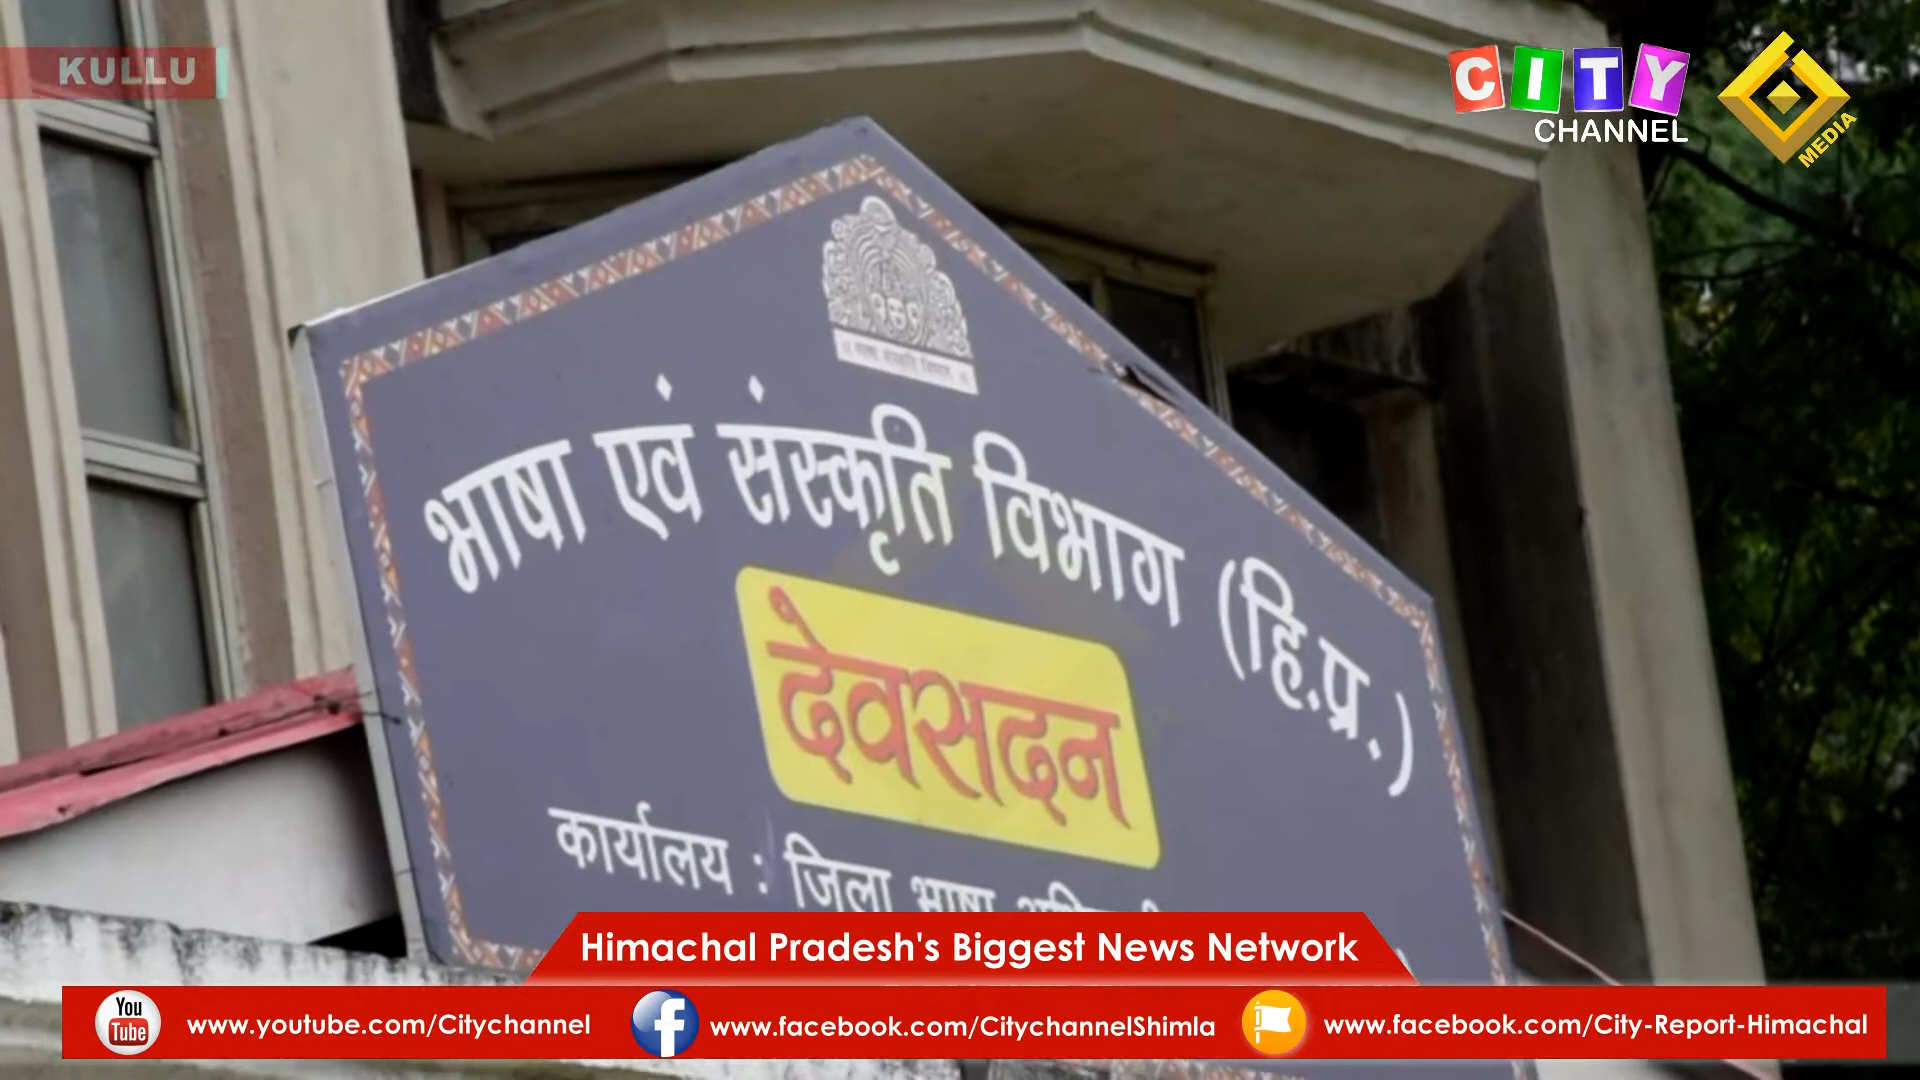 KULLU
CITY
CHANNEL
MEDIA
भाषा एवं संस्कृति विभाग (हि.प्र.)
देवसदन
कार्यालय : जिला भाषा
Himachal Pradesh's Biggest News Network
You
Tube
www.youtube.com/Citychannel
www.facebook.com/CitychannelShimla
www.facebook.com/City-Report-Himachal